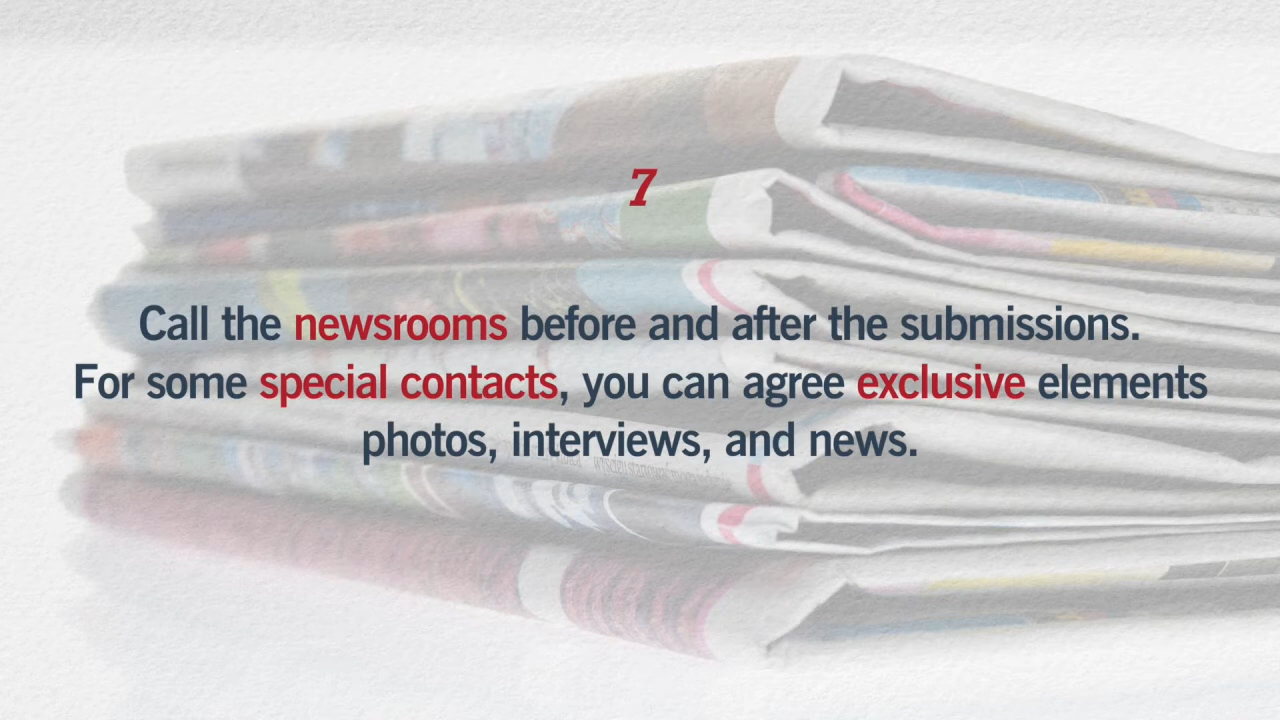 7
Call the newsrooms before and after the submissions.
For some special contacts, you can agree exclusive elements
photos, interviews, and news.